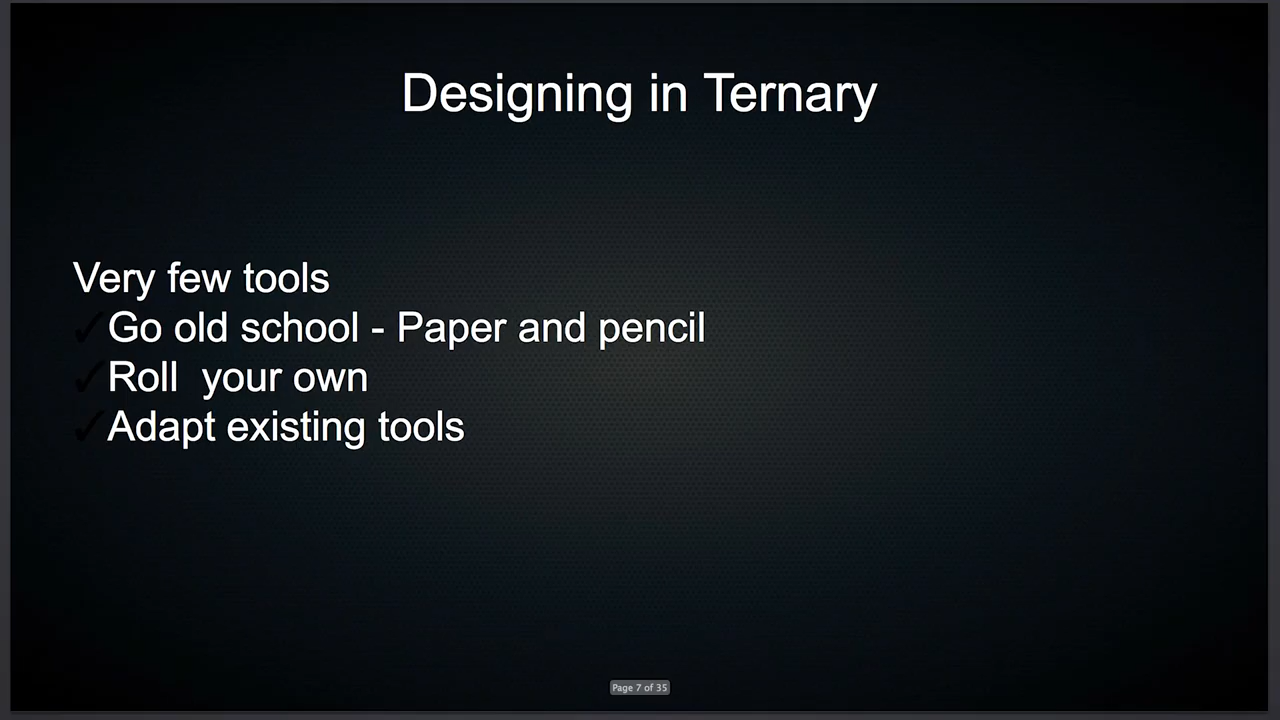 Designing in Ternary
Very few tools
✓Go old school - Paper and pencil
✓Roll  your own
✓Adapt existing tools
Page 7 of 35